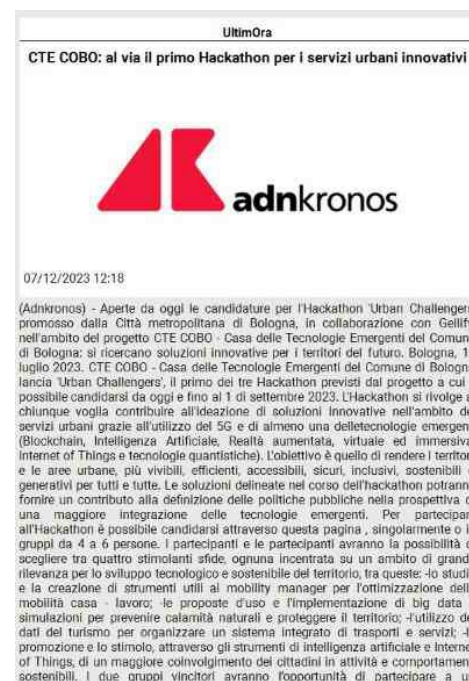 UltimOra
CTE COBO: al via il primo Hackathon per i servizi urbani innovativi
adnkronos
07/12/2023 12:18
(Adnkronos) - Aperte da oggi le candidature per l'Hackathon 'Urban Challengers
promosso dalla Città metropolitana di Bologna, in collaborazione con Gellify
nell'ambito del progetto CTE COBO - Casa delle Tecnologie Emergenti del Comun
di Bologna: si ricercano soluzioni innovative per i territori del futuro. Bologna, 1
luglio 2023. CTE COBO - Casa delle Tecnologie Emergenti del Comune di Bologn
lancia 'Urban Challengers', il primo dei tre Hackathon previsti dal progetto a cui
possibile candidarsi da oggi e fino al 1 di settembre 2023. L'Hackathon si rivolge a
chiunque voglia contribuire all'ideazione di soluzioni innovative nell'ambito de
servizi urbani grazie all'utilizzo del 5G e di almeno una delletecnologie emergen
(Blockchain, Intelligenza Artificiale, Realtà aumentata, virtuale ed immersiva
Internet of Things e tecnologie quantistiche). L'obiettivo è quello di rendere i territor
e le aree urbane, più vivibili, efficienti, accessibili, sicuri, inclusivi, sostenibili
generativi per tutti e tutte. Le soluzioni delineate nel corso dell'hackathon potrann
fornire un contributo alla definizione delle politiche pubbliche nella prospettiva d
una maggiore integrazione delle tecnologie emergenti. Per partecipar
all'Hackathon è possibile candidarsi attraverso questa pagina , singolarmente o i
gruppi da 4 a 6 persone. I partecipanti e le partecipanti avranno la possibilità d
scegliere tra quattro stimolanti sfide, ognuna incentrata su un ambito di grand
rilevanza per lo sviluppo tecnologico e sostenibile del territorio, tra queste: -lo studi
e la creazione di strumenti utili ai mobility manager per l'ottimizzazione dell
mobilità casa - lavoro; -le proposte d'uso e l'implementazione di big data
simulazioni per prevenire calamità naturali e proteggere il territorio; -l'utilizzo de
dati del turismo per organizzare un sistema integrato di trasporti e servizi; -l
promozione e lo stimolo, attraverso gli strumenti di intelligenza artificiale e Interne
of Things, di un maggiore coinvolgimento dei cittadini in attività e comportamen
sostenibili. I due gruppi vincitori avranno l'opportunità di partecipare a u